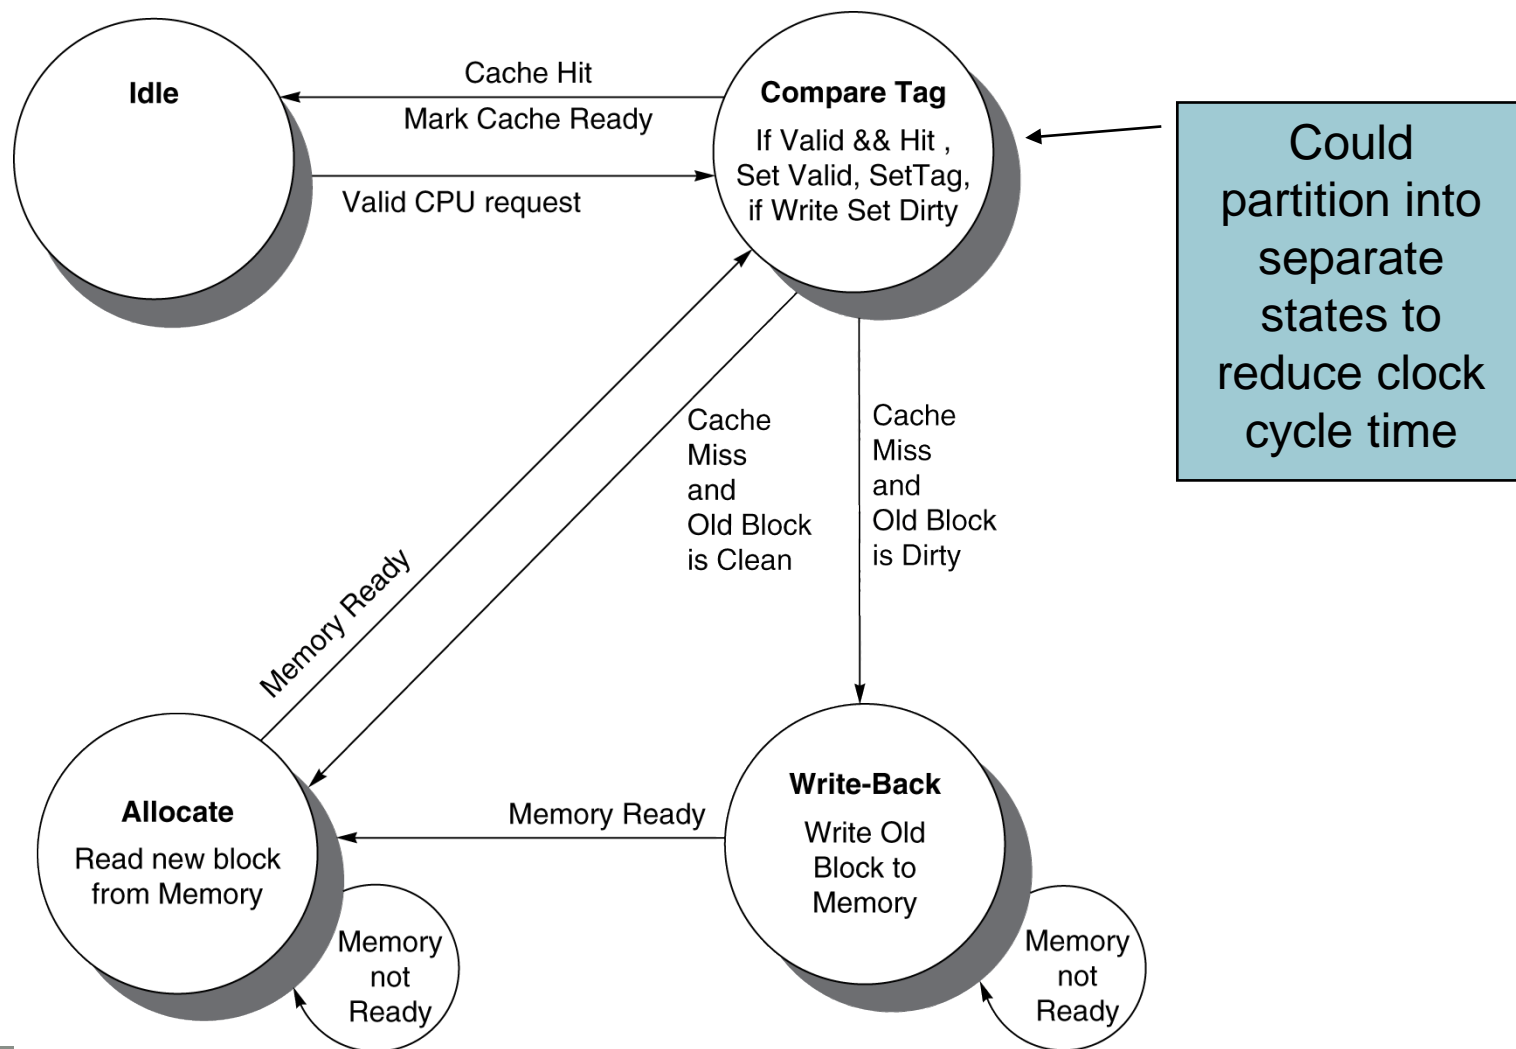 Idle
Cache Hit
Mark Cache Ready
Valid CPU request
Compare Tag
If Valid && Hit ,
Set Valid, SetTag,
if Write Set Dirty
Could
partition into
separate
states to
reduce clock
cycle time
Cache
Miss
and
Old Block
is Clean
Cache
Miss
and
Old Block
is Dirty
Memory Ready
Allocate
Read new block
from Memory
Memory
not
Ready
Memory Ready
Write-Back
Write Old
Block to
Memory
Memory
not
Ready